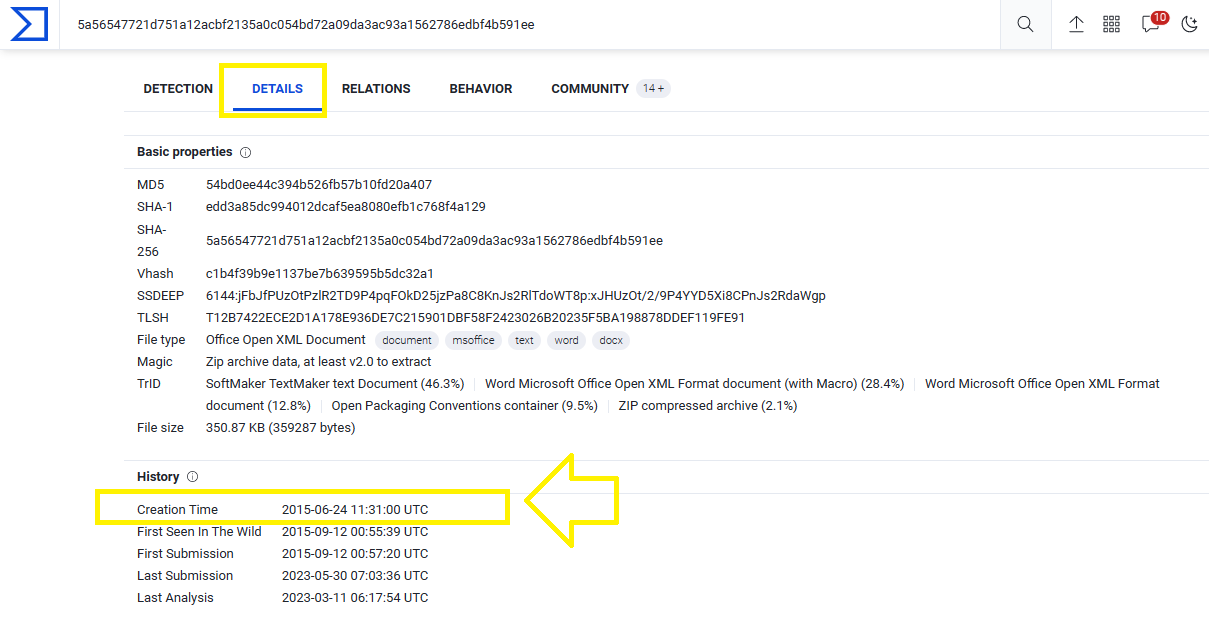 5a56547721d751a12acbf2135a0c054bd72a09da3ac93a1562786edbf4b591ee
10
DETECTION DETAILS RELATIONS BEHAVIOR COMMUNITY 14 +
Basic properties
MD5 54bd0ee44c394b526fb57b10fd20a407
SHA-1 edd3a85dc994012dcaf5ea8080efb1c768f4a129
SHA-
256 5a56547721d751a12acbf2135a0c054bd72a09da3ac93a1562786edbf4b591ee
Vhash c1b4f39b9e1137be7b639595b5dc32a1
SSDEEP 6144:jFbJfPUzOtPzlR2TD9P4pqFOkD25jzPa8C8KnJs2RlTdoWT8p:xJHUzOt/2/9P4YYD5Xi8CPnJs2RdaWgp
TLSH T12B7422ECE2D1A178E936DE7C215901DBF58F2423026B20235F5BA198878DDEF119FE91
File type Office Open XML Document document msoffice text word docx
Magic Zip archive data, at least v2.0 to extract
TrID SoftMaker TextMaker text Document (46.3%) Word Microsoft Office Open XML Format document (with Macro) (28.4%) Word Microsoft Office Open XML Format
document (12.8%) Open Packaging Conventions container (9.5%) ZIP compressed archive (2.1%)
File size 350.87 KB (359287 bytes)
History
Creation Time 2015-06-24 11:31:00 UTC
First Seen In The Wild 2015-09-12 00:55:39 UTC
First Submission 2015-09-12 00:57:20 UTC
Last Submission 2023-05-30 07:03:36 UTC
Last Analysis 2023-03-11 06:17:54 UTC